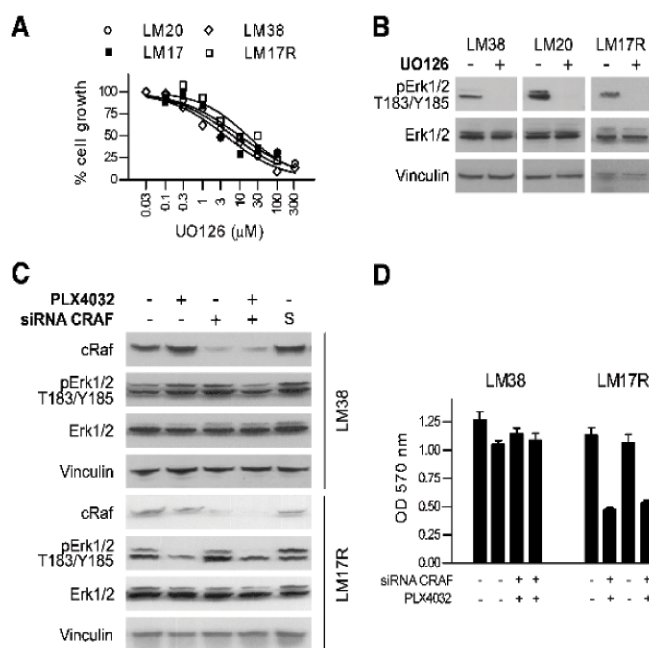 A
LM20 LM38
LM17 LM17R
% cell growth
100
75
50
25
0
0.03 0.1 0.3 1 3 10 30 100 300
UO126 (µM)
B
LM38 LM20 LM17R
UO126 - + - + - +
pErk1/2
T183/Y185
Erk1/2
Vinculin
C
PLX4032 - + - + -
siRNA CRAF - - + + S
cRaf
pErk1/2
T183/Y185
Erk1/2
Vinculin
LM38
cRaf
pErk1/2
T183/Y185
Erk1/2
Vinculin
LM17R
D
LM38 LM17R
OD 570 nm
1.25
1.00
0.75
0.50
0.25
0.00
siRNA CRAF - - + + - + - +
PLX4032 - - + + - + - +